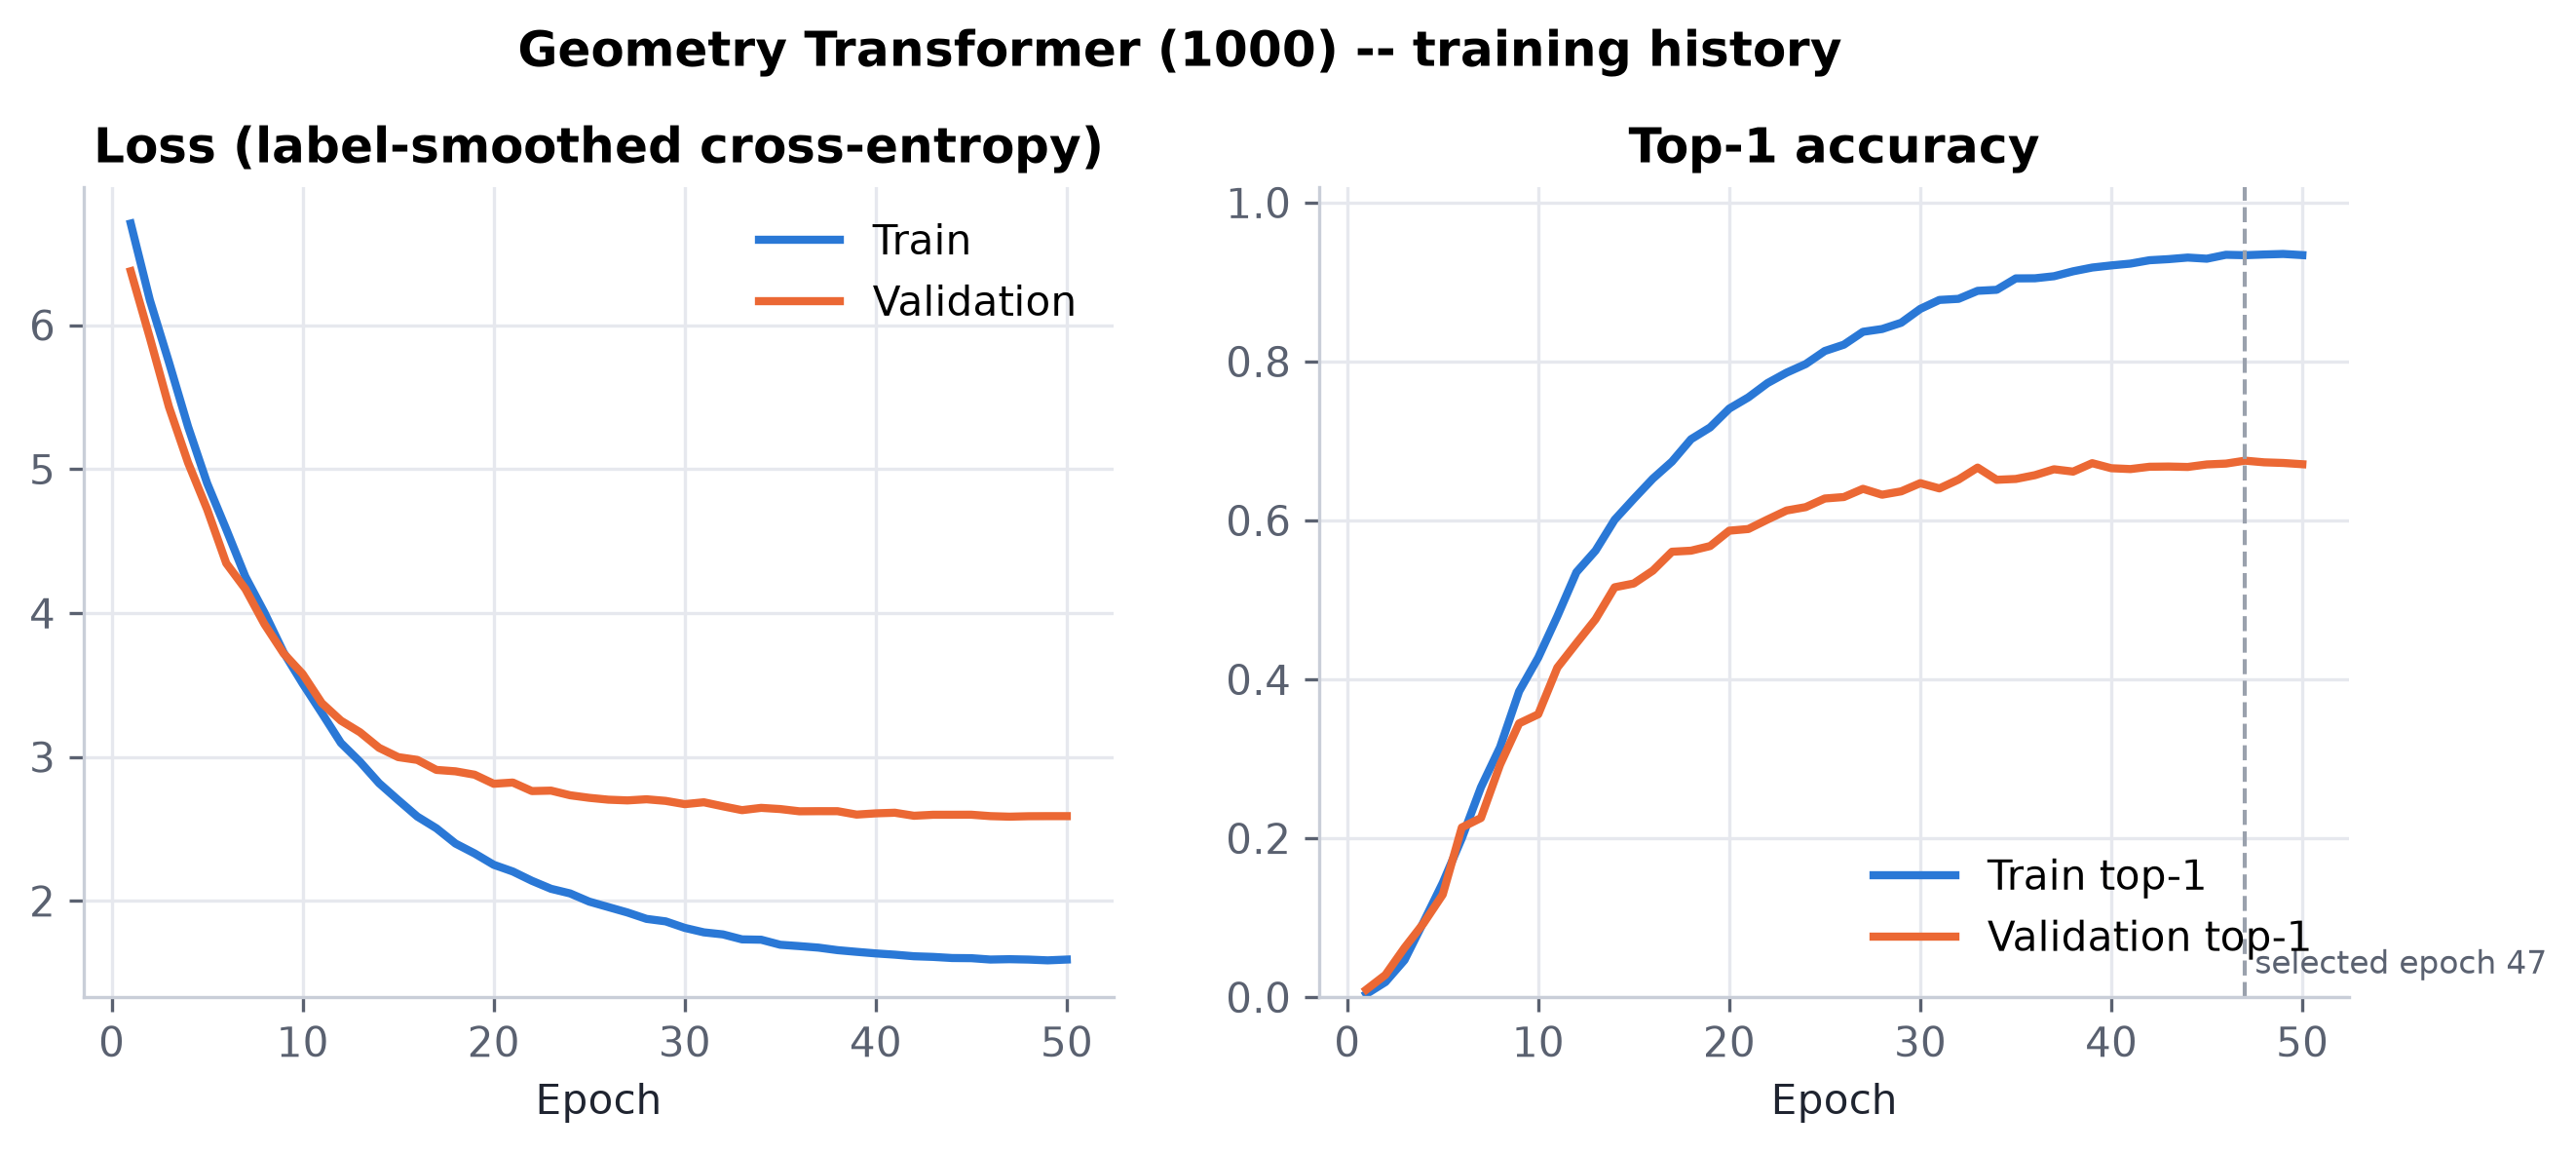 Geometry Transformer (1000) -- training history
Loss (label-smoothed cross-entropy)
Train
Validation
6
5
4
3
2
0 10 20 30 40 50
Epoch
Top-1 accuracy
1.0
0.8
0.6
0.4
0.2
0.0
Train top-1
Validation top-1
selected epoch 47
0 10 20 30 40 50
Epoch